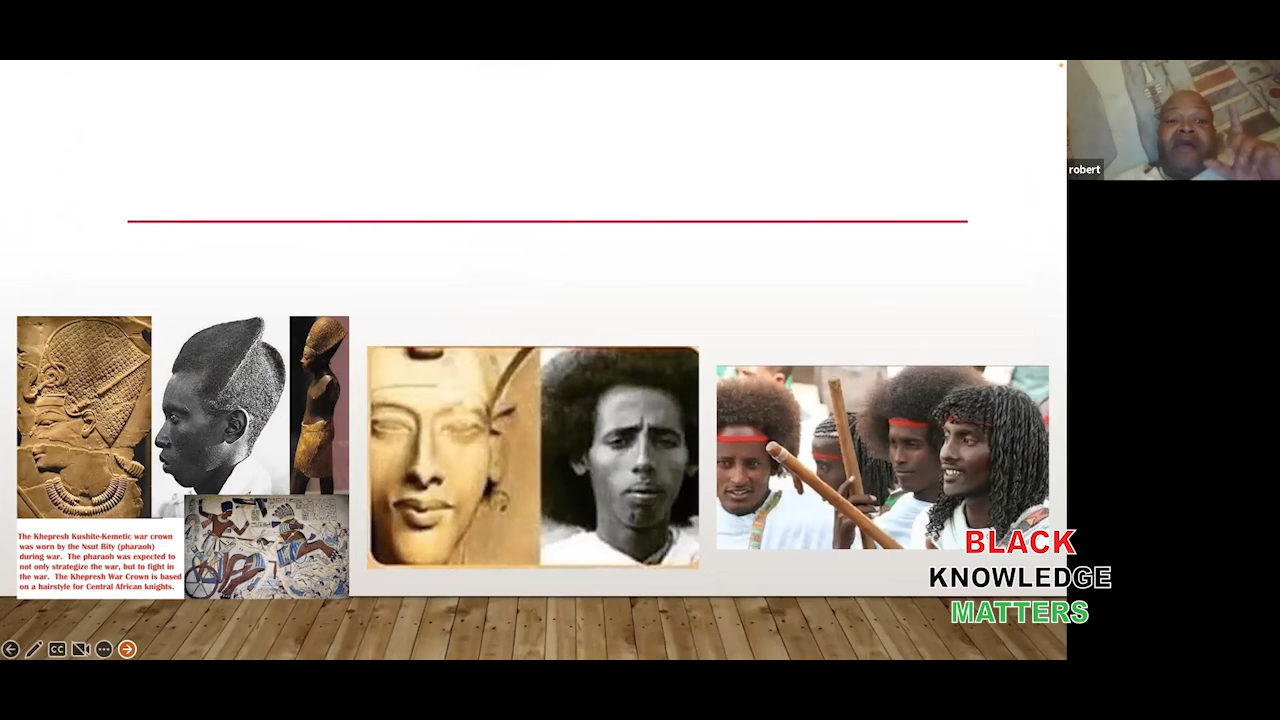 robert
The Khepresh Kushite-Kemetic war crown
was worn by the Nsut Bity (pharaoh)
during war. The pharaoh was expected to
not only strategize the war, but to fight in
the war. The Khepresh War Crown is based
on a hairstyle for Central African knights.
BLACK
KNOWLEDGE
MATTERS
CC